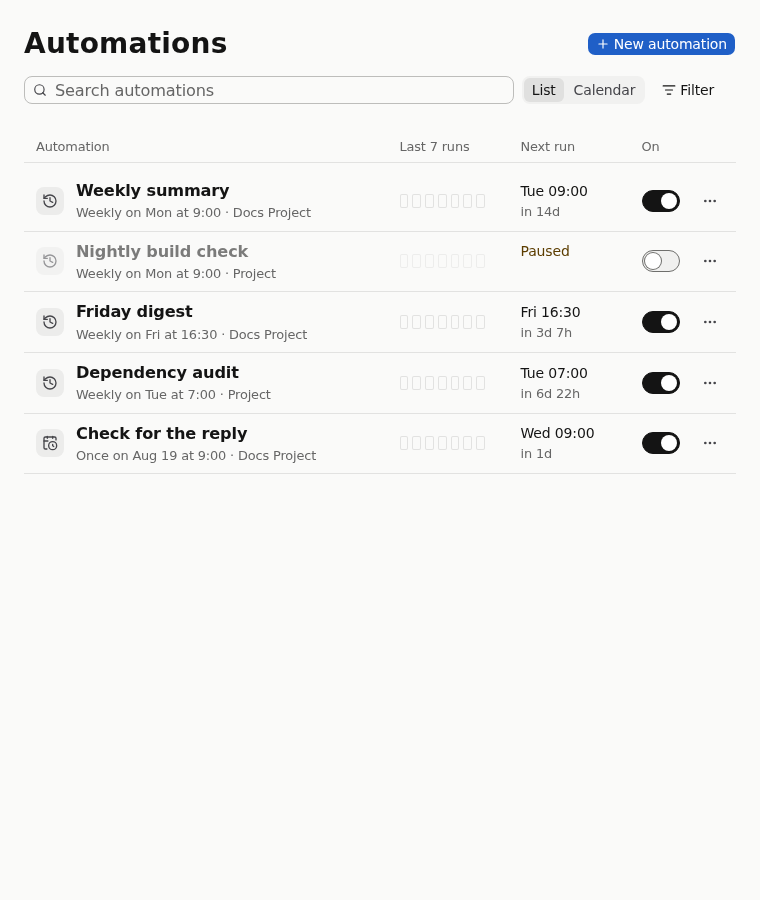 Automations
New automation
Search automations
List
Calendar
Filter
Automation
Last 7 runs
Next run
On
Weekly summary
Weekly on Mon at 9:00 · Docs Project
Tue 09:00
in 14d
Nightly build check
Weekly on Mon at 9:00 · Project
Paused
Friday digest
Weekly on Fri at 16:30 · Docs Project
Fri 16:30
in 3d 7h
Dependency audit
Weekly on Tue at 7:00 · Project
Tue 07:00
in 6d 22h
Check for the reply
Once on Aug 19 at 9:00 · Docs Project
Wed 09:00
in 1d